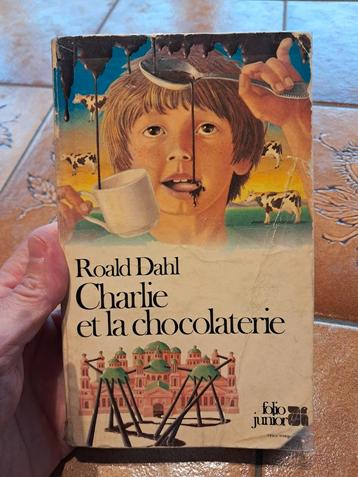 Roald Dahl
Charlie
et la chocolaterie
folio
junior